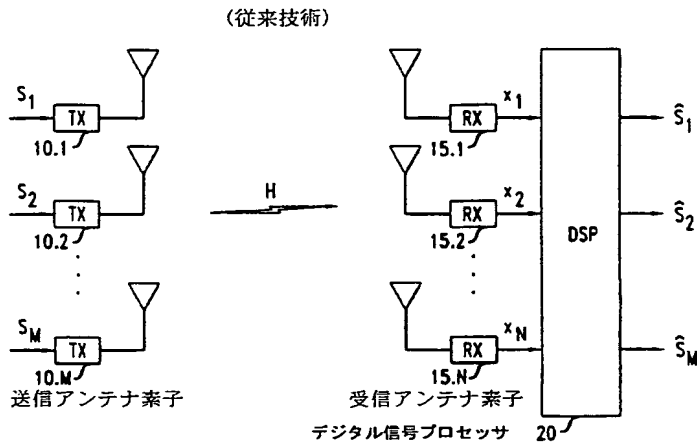 (従来技術)
S1 TX 10.1 RX 15.1 x1 Ŝ1
S2 TX 10.2 H RX 15.2 x2 DSP Ŝ2
SM TX 10.M RX 15.N xN ŜM
送信アンテナ素子 受信アンテナ素子
デジタル信号プロセッサ 20